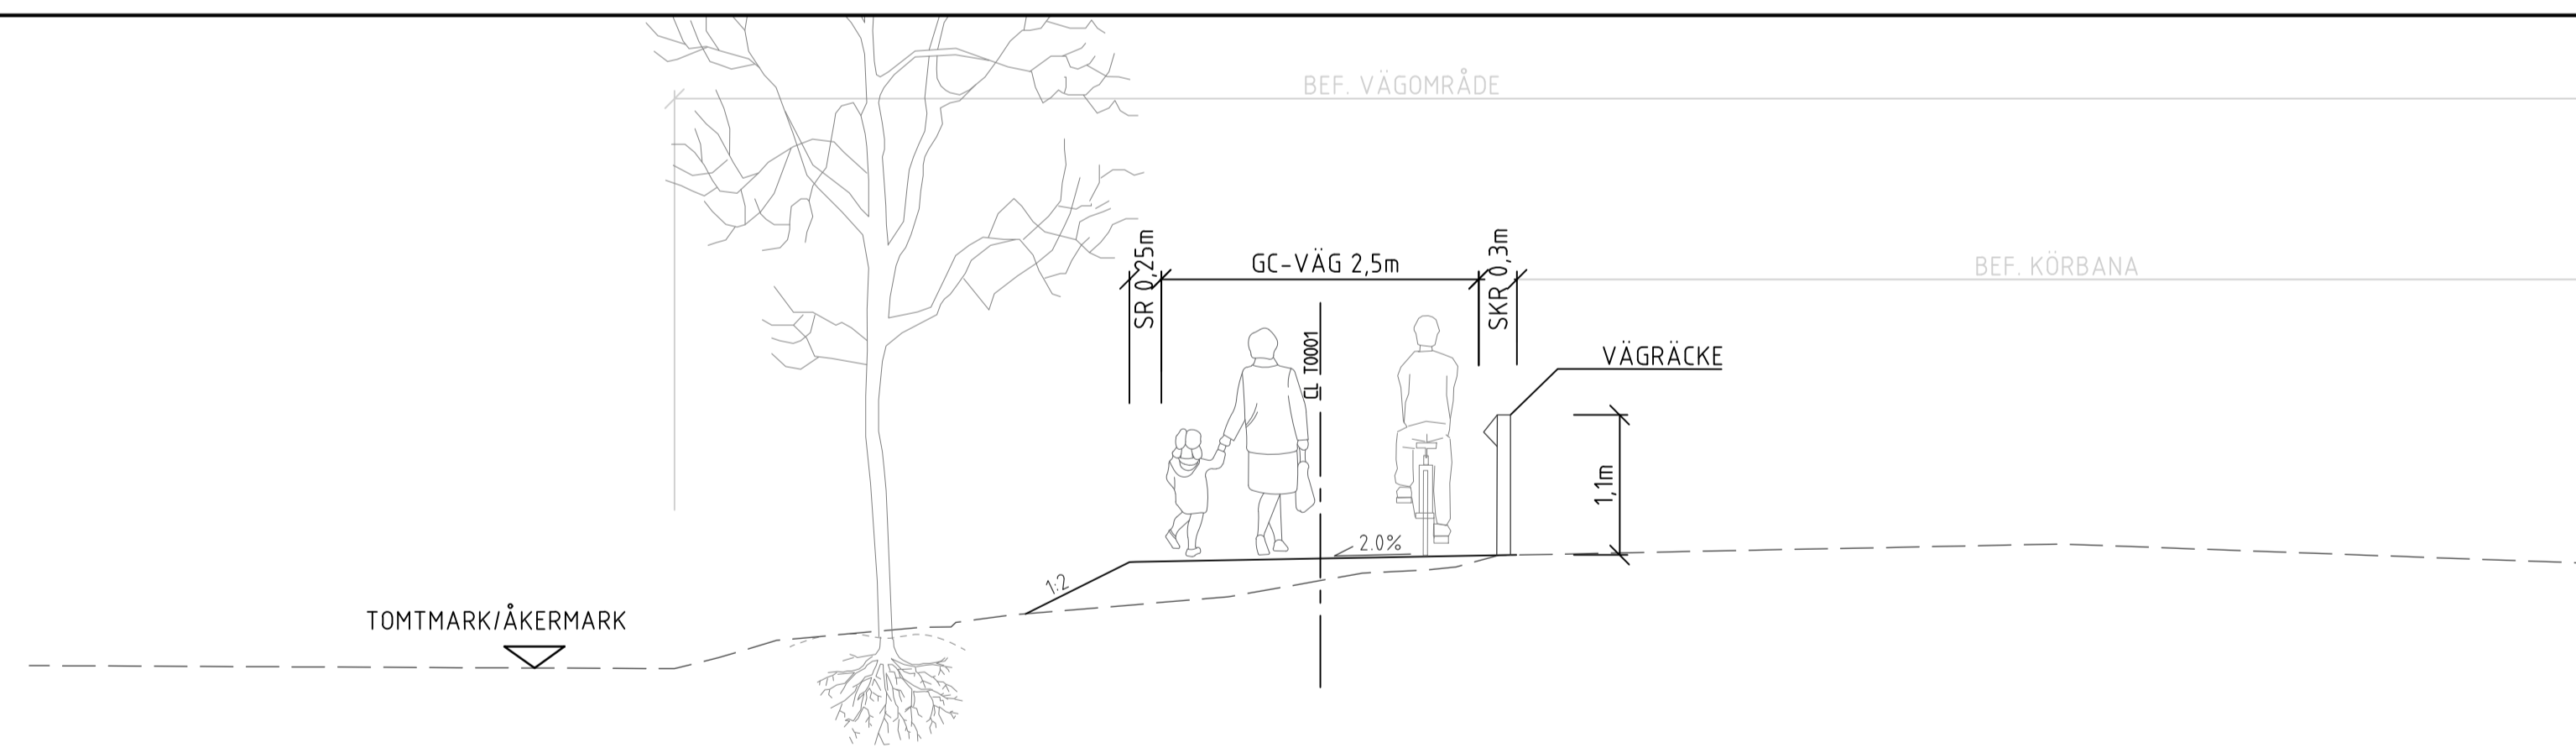 BEF. VÄGOMRÅDE
SR 0,25m
GC-VÄG 2,5m
SKR 0,3m
BEF. KÖRBANA
CL T0001
VÄGRÄCKE
1,1m
2.0%
1:2
TOMTMARK/ÅKERMARK